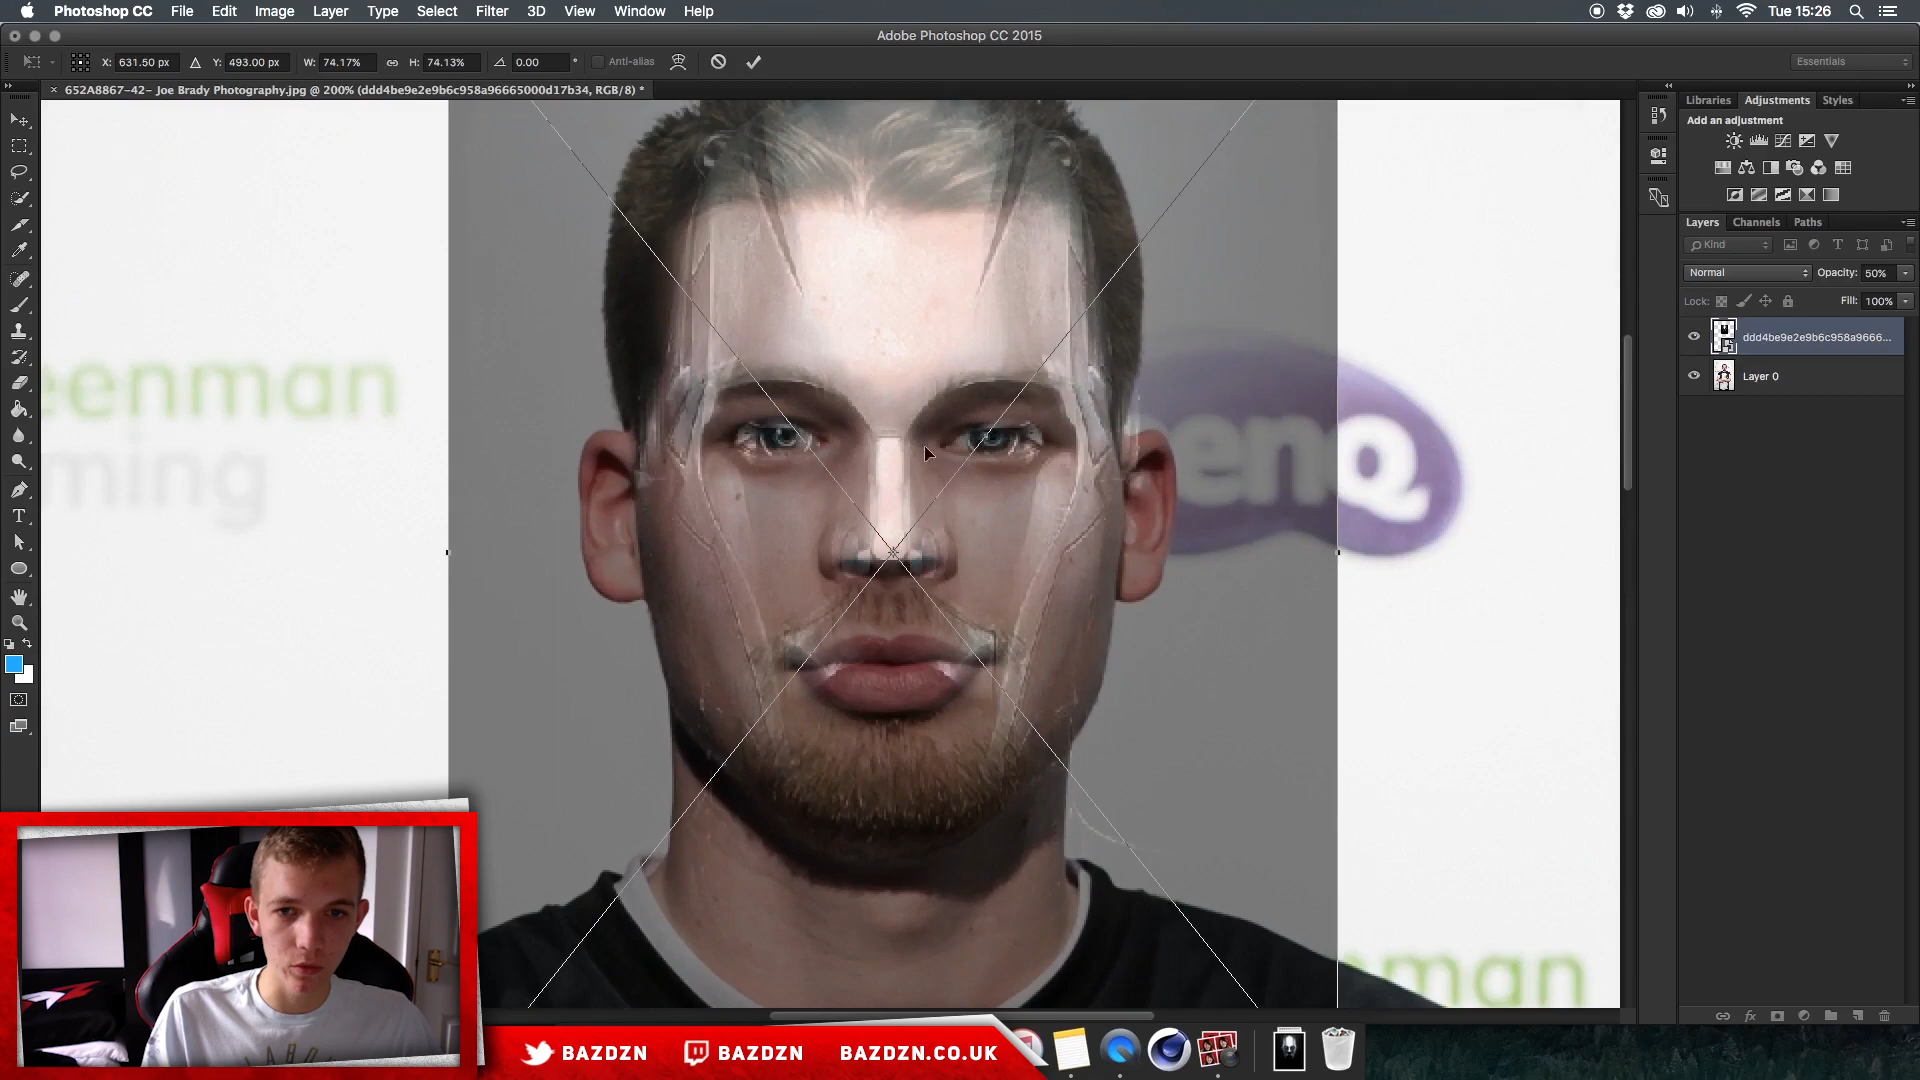 Photoshop CC File Edit Image Layer Type Select Filter 3D View Window Help Tue 15:26
Adobe Photoshop CC 2015
X: 631.50 px Y: 493.00 px W: 74.17% H: 74.13% 0.00 ° Anti-alias Essentials
652A8867-42- Joe Brady Photography.jpg @ 200% (ddd4be9e2e9b6c958a96665000d17b34, RGB/8) *
Libraries Adjustments Styles
Add an adjustment
Layers Channels Paths
Kind
Normal Opacity: 50%
Lock: Fill: 100%
ddd4be9e2e9b6c958a9666...
Layer 0
eenman
ming
enQ
man
BAZDZN BAZDZN BAZDZN.CO.UK